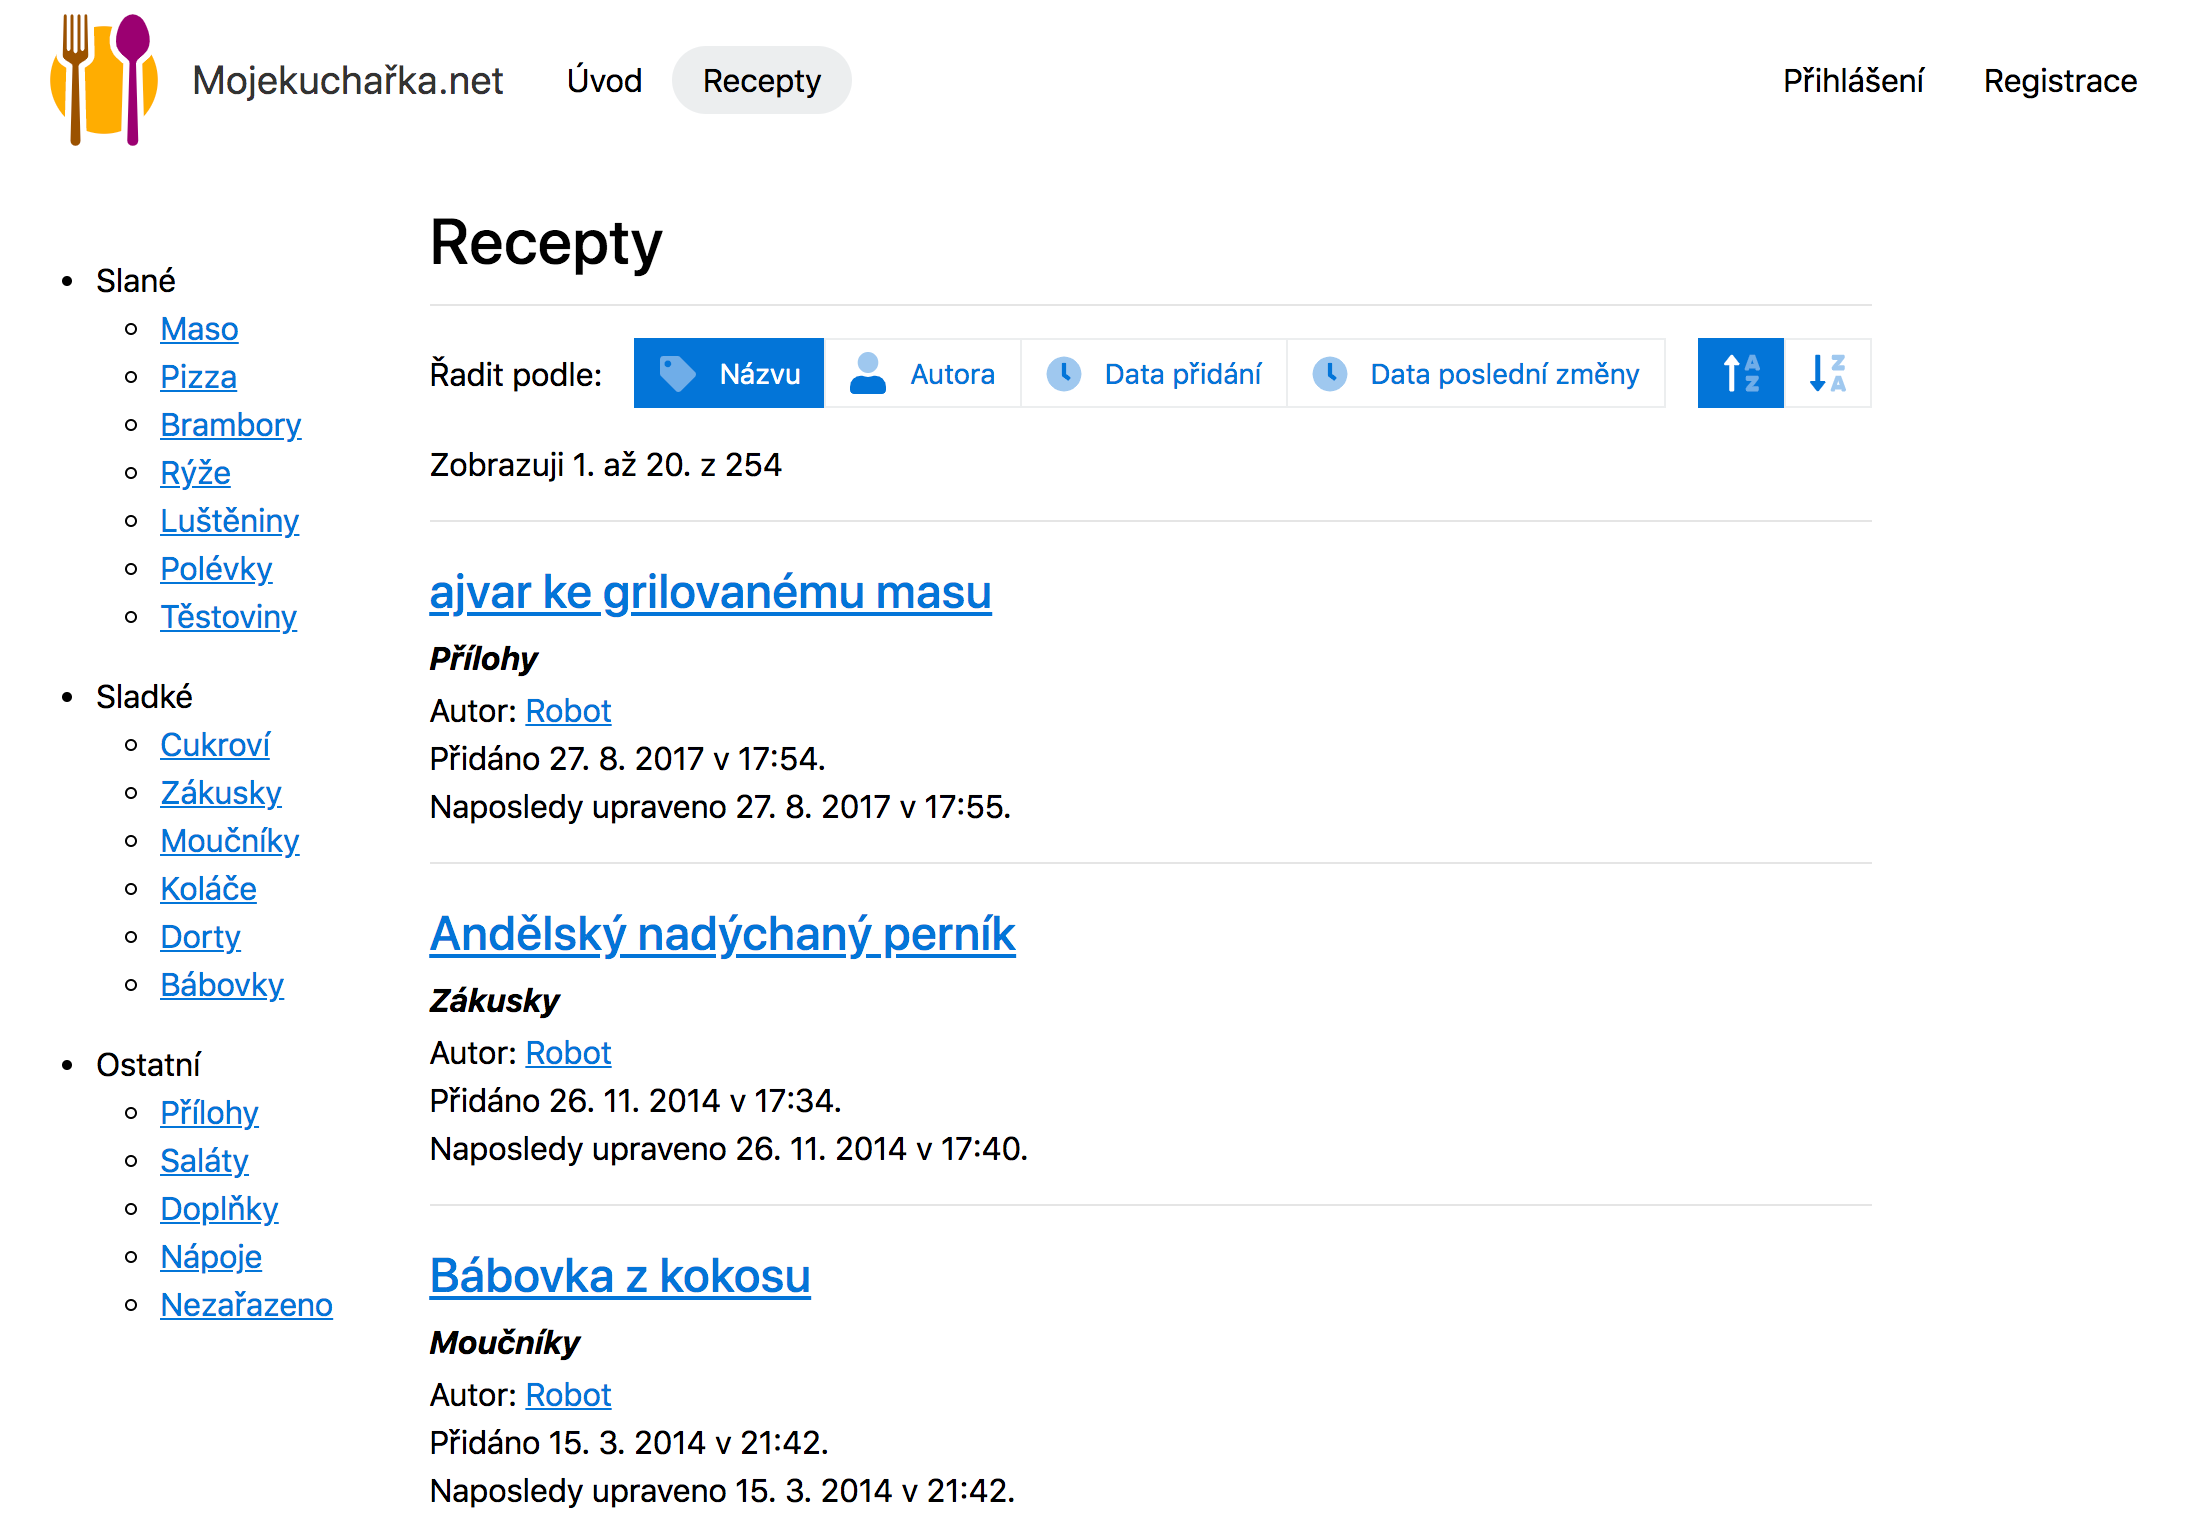 Mojekuchařka.net Úvod Recepty Přihlášení Registrace
Slané
Maso
Pizza
Brambory
Rýže
Luštěniny
Polévky
Těstoviny
Sladké
Cukroví
Zákusky
Moučníky
Koláče
Dorty
Bábovky
Ostatní
Přílohy
Saláty
Doplňky
Nápoje
Nezařazeno
Recepty
Řadit podle: Názvu Autora Data přidání Data poslední změny A Z Z A
Zobrazuji 1. až 20. z 254
ajvar ke grilovanému masu
Přílohy
Autor: Robot
Přidáno 27. 8. 2017 v 17:54.
Naposledy upraveno 27. 8. 2017 v 17:55.
Andělský nadýchaný perník
Zákusky
Autor: Robot
Přidáno 26. 11. 2014 v 17:34.
Naposledy upraveno 26. 11. 2014 v 17:40.
Bábovka z kokosu
Moučníky
Autor: Robot
Přidáno 15. 3. 2014 v 21:42.
Naposledy upraveno 15. 3. 2014 v 21:42.